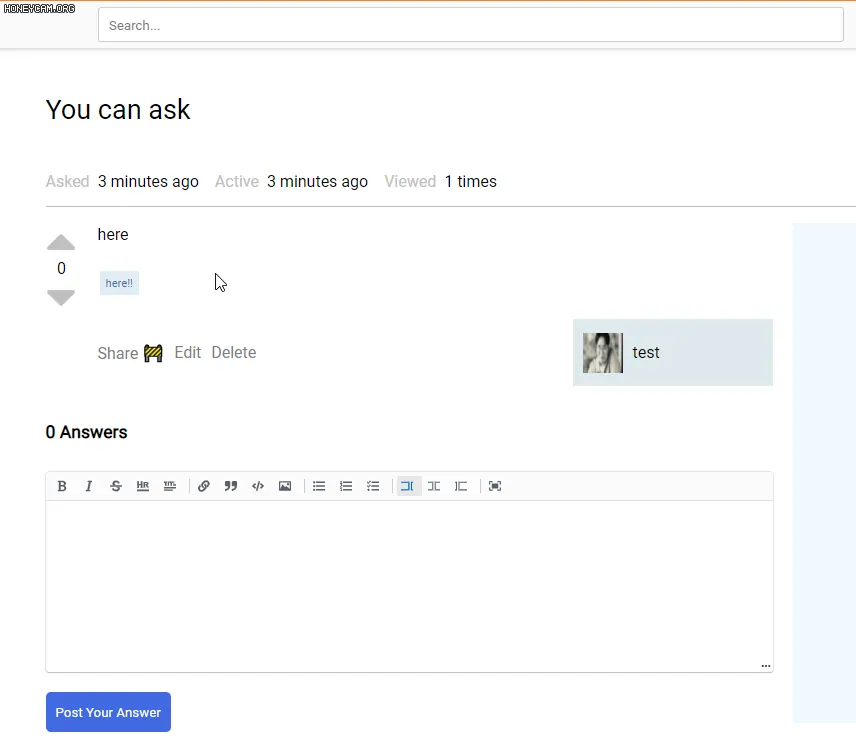 HONEYCAM.ORG
Search...
You can ask
Asked 3 minutes ago Active 3 minutes ago Viewed 1 times
here
0
here!!
Share 🚧 Edit Delete
test
0 Answers
B I S HR
Post Your Answer